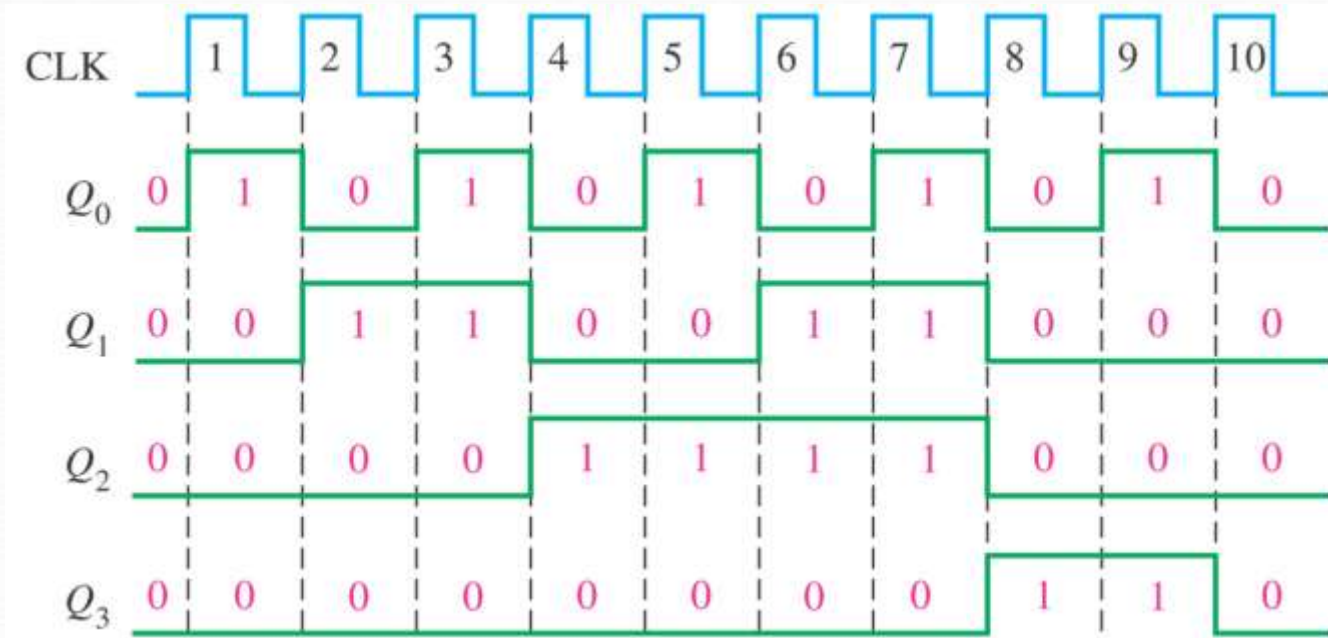 CLK 1 2 3 4 5 6 7 8 9 10
Q0 0 1 0 1 0 1 0 1 0 1 0
Q1 0 0 1 1 0 0 1 1 0 0 0
Q2 0 0 0 0 1 1 1 1 0 0 0
Q3 0 0 0 0 0 0 0 0 1 1 0